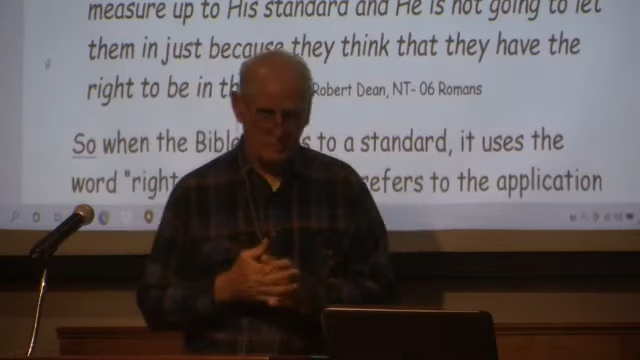 measure up to His standard and He is not going to let
them in just because they think that they have the
right to be in th Robert Dean, NT- 06 Romans
So when the Bibl s to a standard, it uses the
word "right refers to the application